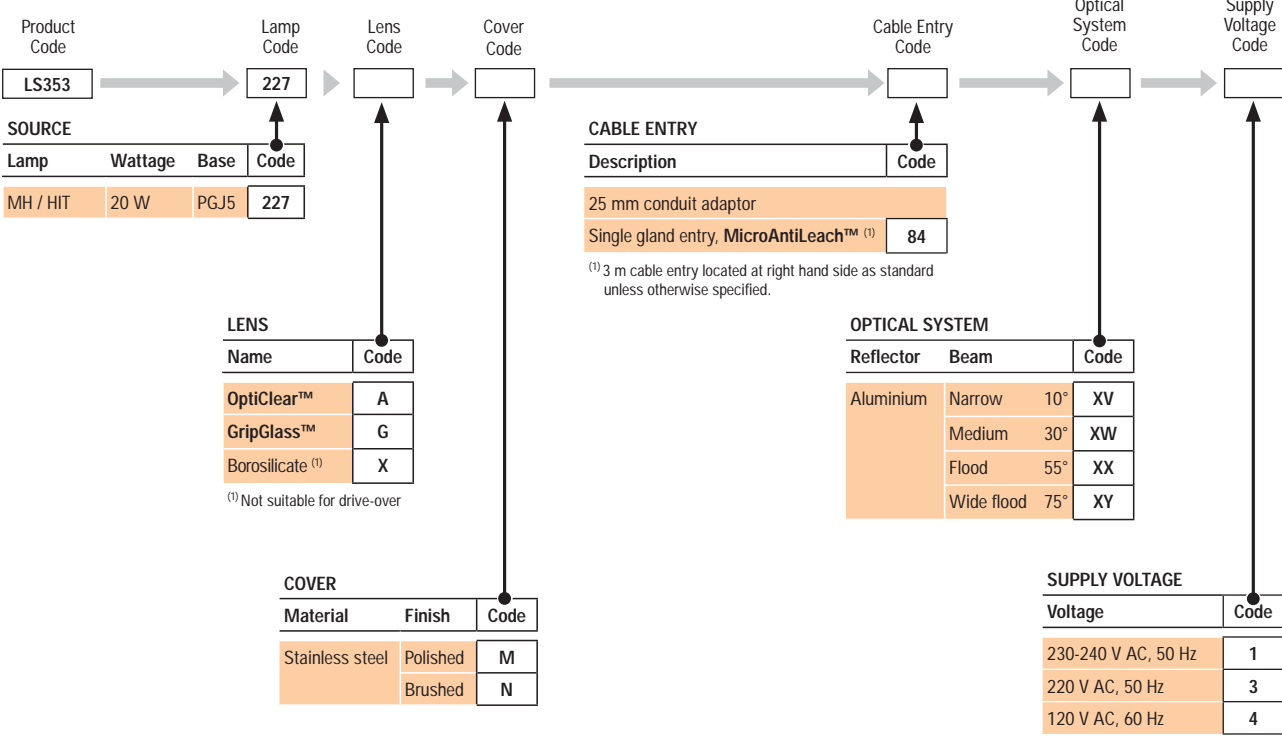 Product Code
Lamp Code
Lens Code
Cover Code
Cable Entry Code
Optical System Code
Supply Voltage Code
LS353
227
SOURCE
Lamp Wattage Base Code
MH / HIT 20 W PGJ5 227
CABLE ENTRY
Description Code
25 mm conduit adaptor
Single gland entry, MicroAntiLeach™ (1) 84
(1) 3 m cable entry located at right hand side as standard
unless otherwise specified.
LENS
Name Code
OptiClear™ A
GripGlass™ G
Borosilicate (1) X
(1) Not suitable for drive-over
OPTICAL SYSTEM
Reflector Beam Code
Aluminium Narrow 10° XV
Medium 30° XW
Flood 55° XX
Wide flood 75° XY
COVER
Material Finish Code
Stainless steel Polished M
Brushed N
SUPPLY VOLTAGE
Voltage Code
230-240 V AC, 50 Hz 1
220 V AC, 50 Hz 3
120 V AC, 60 Hz 4